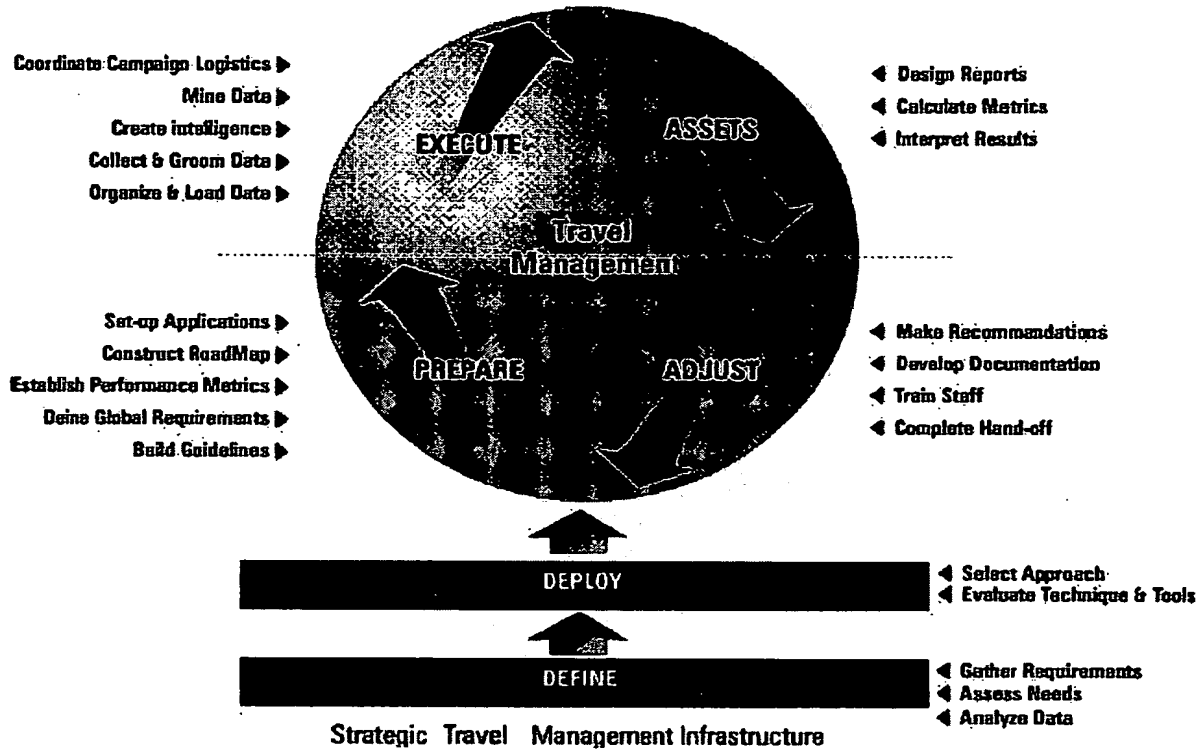 Coordinate Campaign Logistics
Mine Data
Create intelligence
Collect & Groom Data
Organize & Load Data
EXECUTE
ASSETS
Design Reports
Calculate Metrics
Interpret Results
Travel
Management
Set-up Applications
Construct RoadMap
Establish Performance Metrics
Deine Global Requirements
Build Guidelines
PREPARE
ADJUST
Make Recommendations
Develop Documentation
Train Staff
Complete Hand-off
DEPLOY
Select Approach
Evaluate Technique & Tools
DEFINE
Gather Requirements
Assess Needs
Analyze Data
Strategic Travel Management Infrastructure